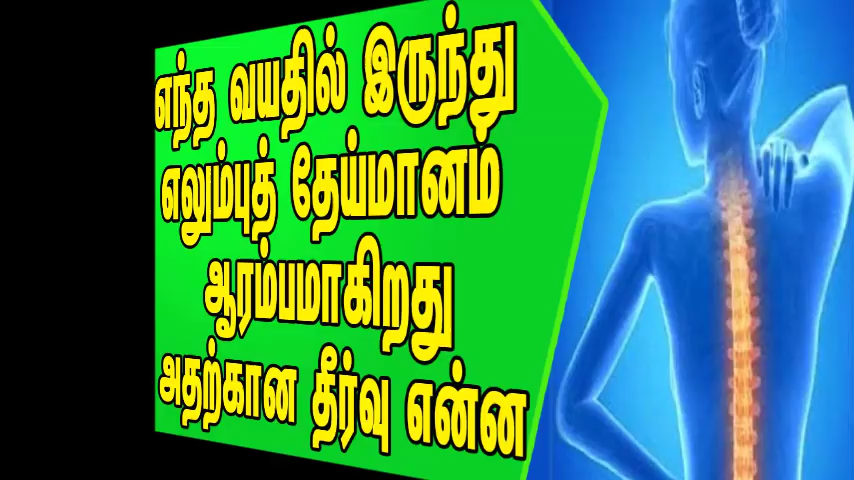 எந்த வயதில் இருந்து
எலும்புத் தேய்மானம்
ஆரம்பமாகிறது
அதற்கான தீர்வு என்ன